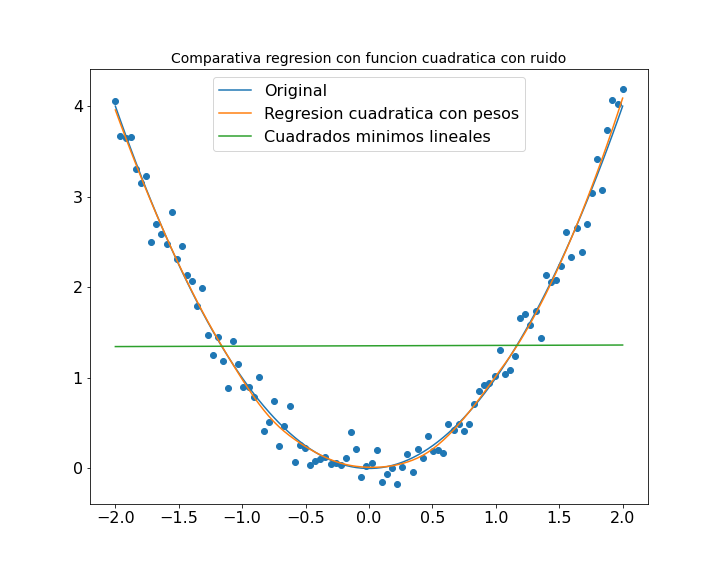 Comparativa regresion con funcion cuadratica con ruido
Original
Regresion cuadratica con pesos
Cuadrados minimos lineales
4
3
2
1
0
−2.0 −1.5 −1.0 −0.5 0.0 0.5 1.0 1.5 2.0